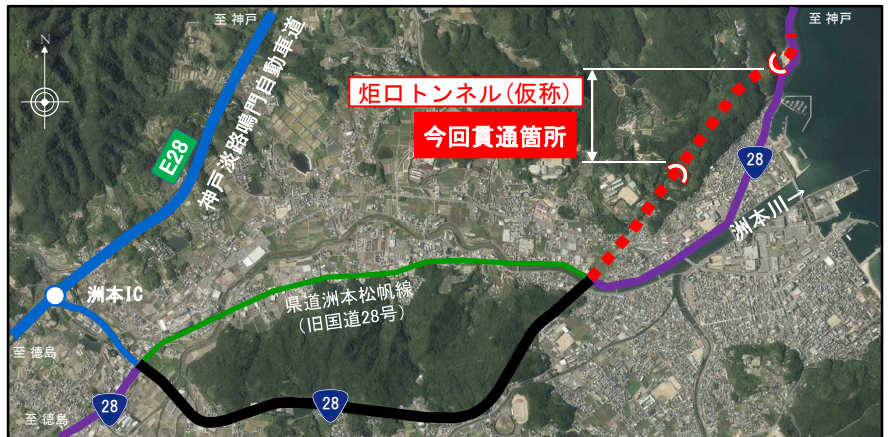 至 神戸
至 神戸
N
炬口トンネル(仮称)
今回貫通箇所
E28
神戸淡路鳴門自動車道
28
洲本川→
洲本IC
県道洲本松帆線
(旧国道28号)
至 徳島
28
28
至 徳島